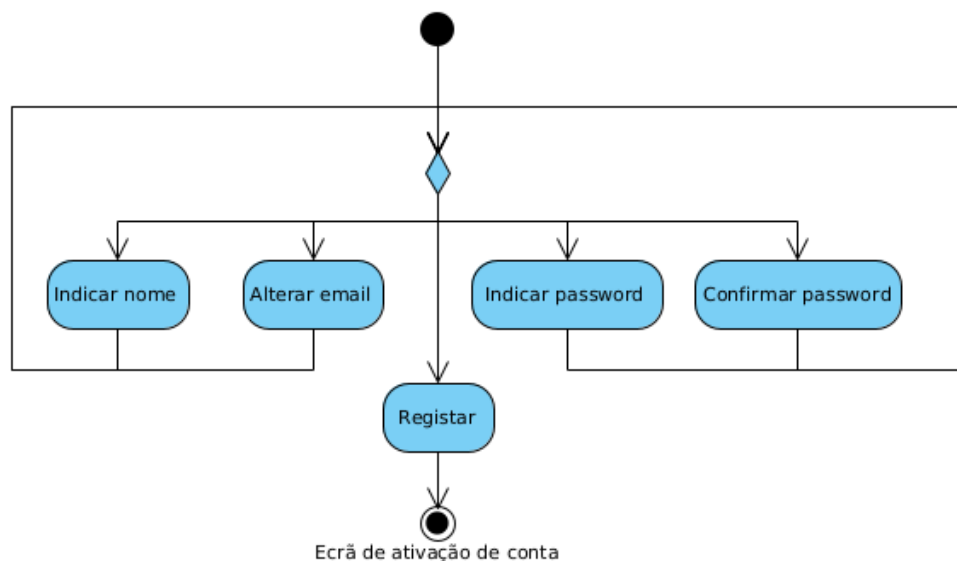 Indicar nome
Alterar email
Indicar password
Confirmar password
Registar
Ecrã de ativação de conta